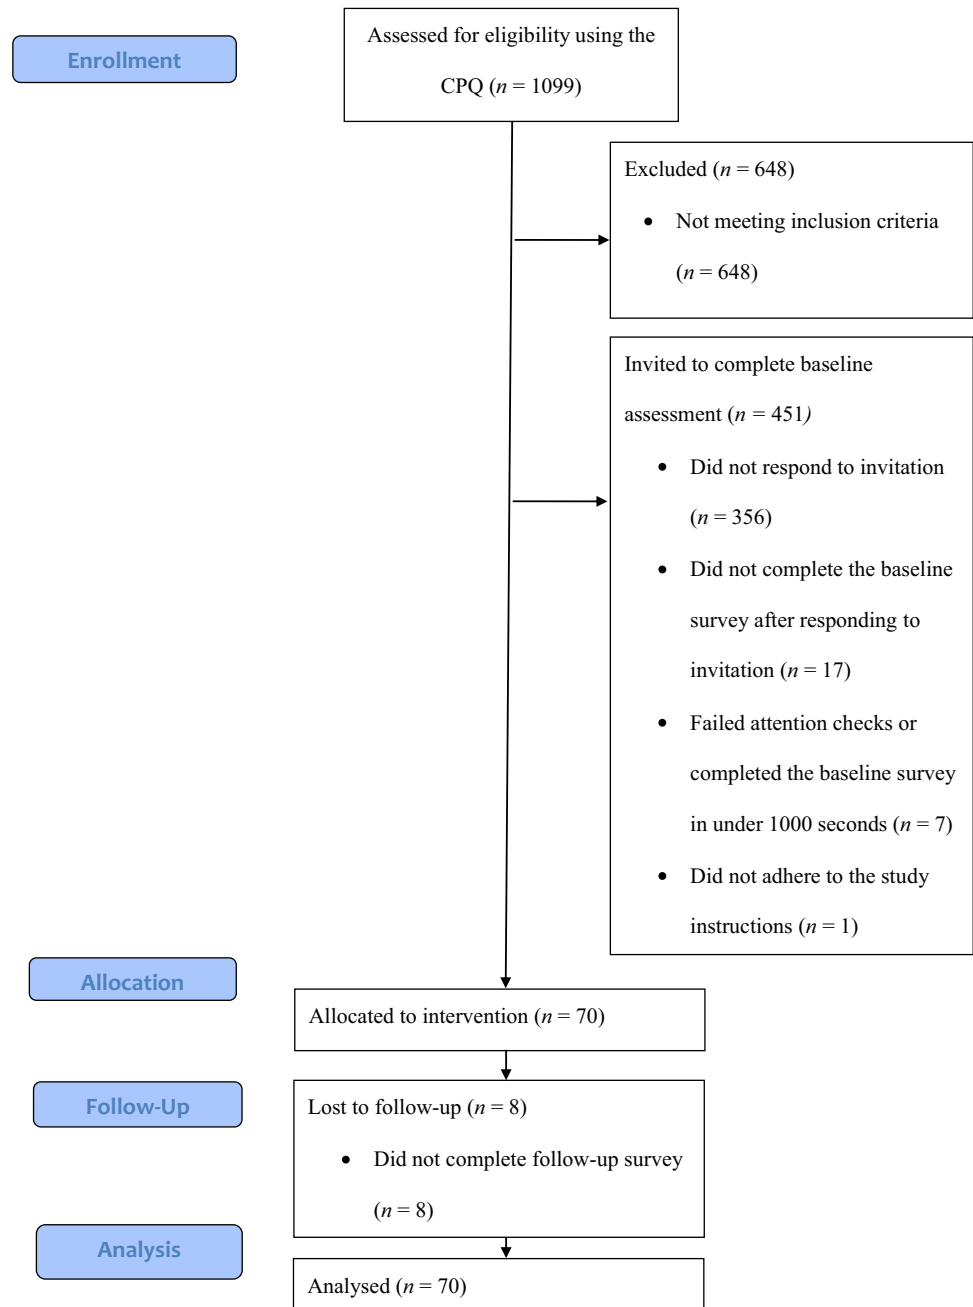 Enrollment
Assessed for eligibility using the
CPQ (n = 1099)
Excluded (n = 648)
• Not meeting inclusion criteria
(n = 648)
Invited to complete baseline
assessment (n = 451)
• Did not respond to invitation
(n = 356)
• Did not complete the baseline
survey after responding to
invitation (n = 17)
• Failed attention checks or
completed the baseline survey
in under 1000 seconds (n = 7)
• Did not adhere to the study
instructions (n = 1)
Allocation
Allocated to intervention (n = 70)
Follow-Up
Lost to follow-up (n = 8)
• Did not complete follow-up survey
(n = 8)
Analysis
Analysed (n = 70)